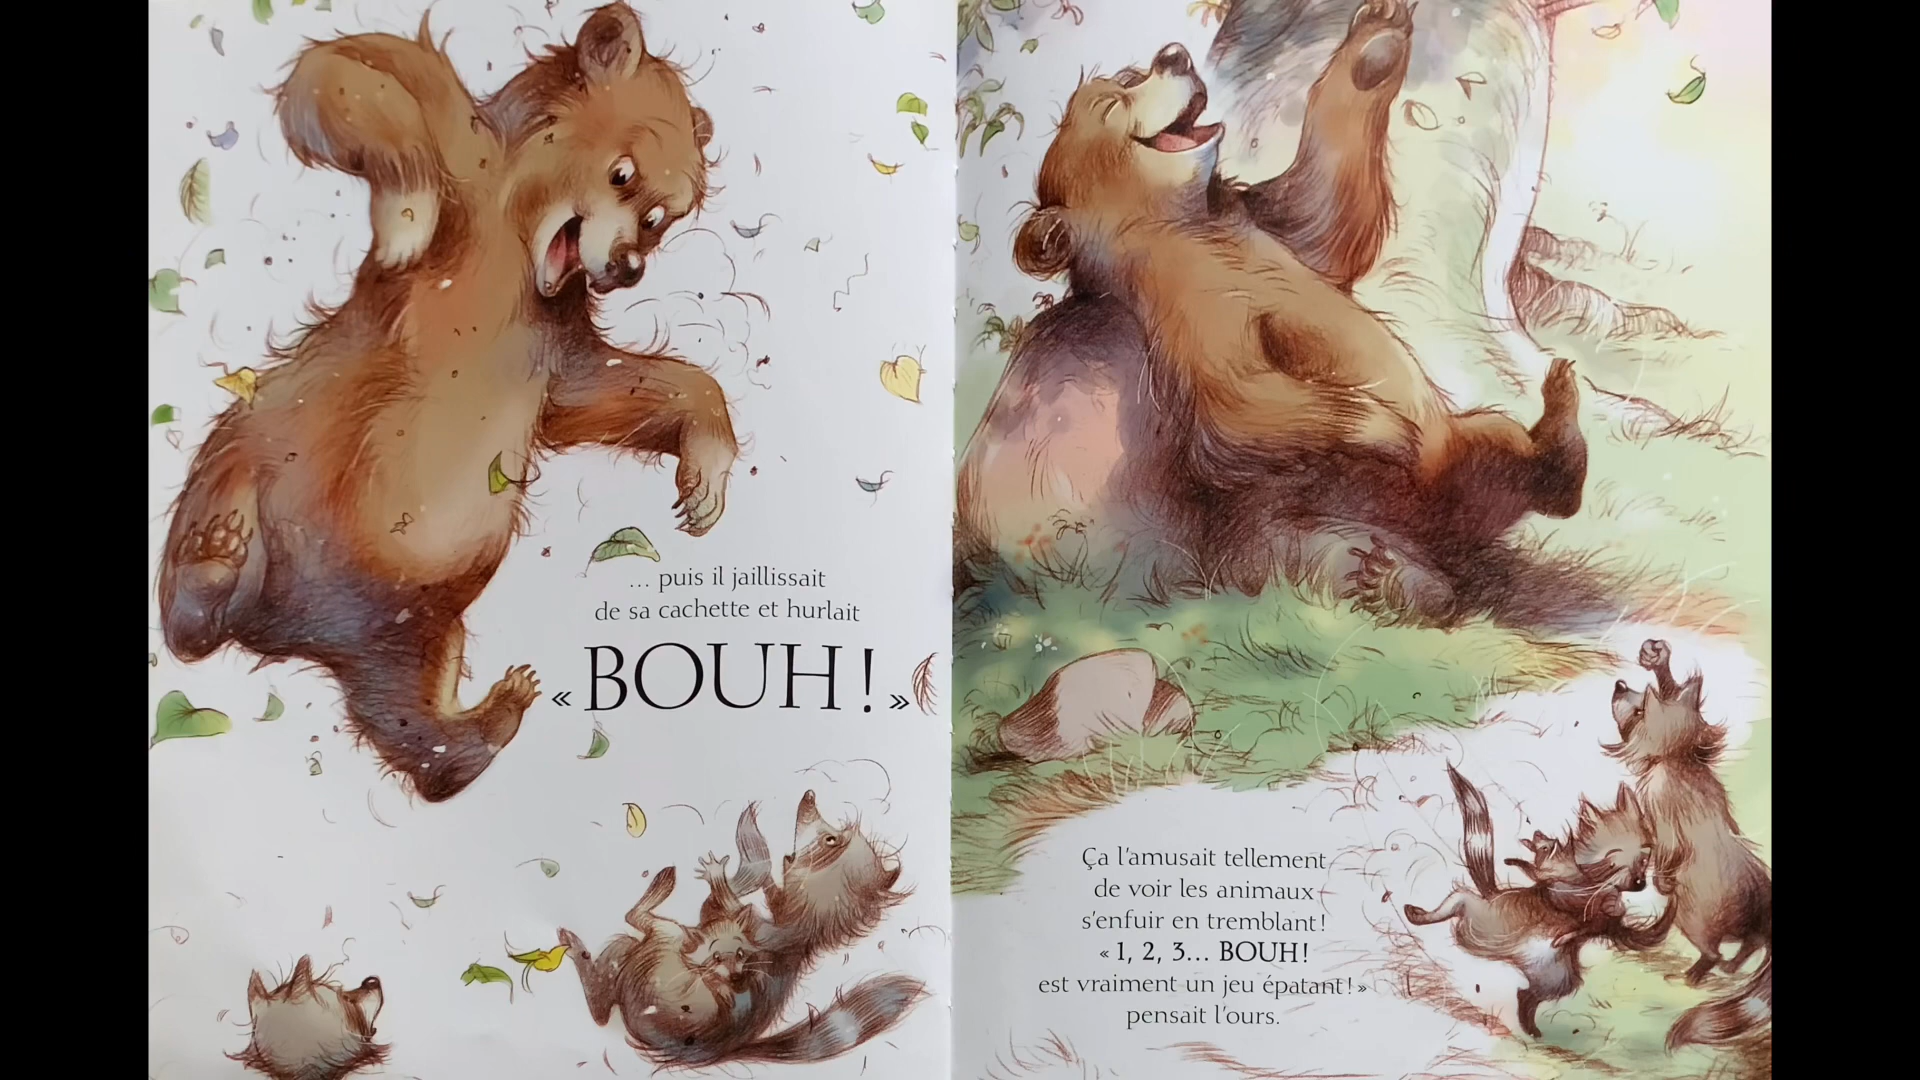 ... puis il jaillissait
de sa cachette et hurlait
« BOUH ! »
Ça l'amusait tellement
de voir les animaux
s'enfuir en tremblant !
« 1, 2, 3... BOUH !
est vraiment un jeu épatant ! »
pensait l'ours.